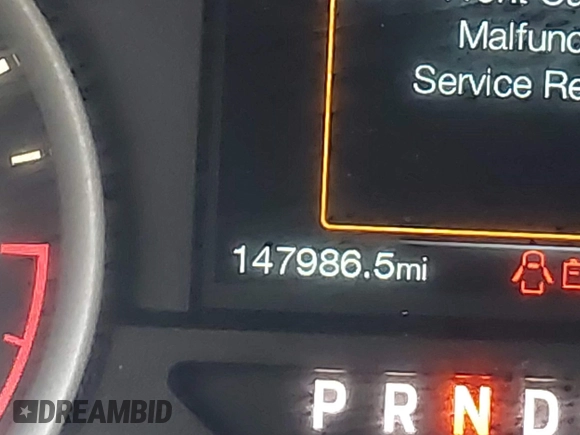 Malfunc
Service Re
147986.5mi
P R N D
DREAMBID